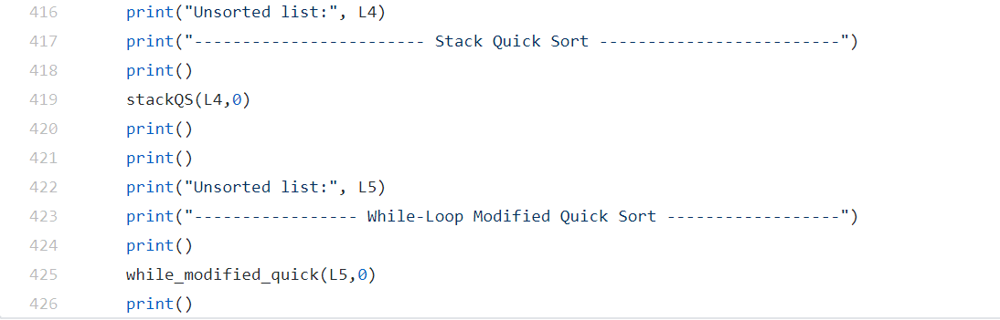 416 print("Unsorted list:", L4)
417 print("------------------------ Stack Quick Sort -------------------------")
418 print()
419 stackQS(L4,0)
420 print()
421 print()
422 print("Unsorted list:", L5)
423 print("----------------- While-Loop Modified Quick Sort ------------------")
424 print()
425 while_modified_quick(L5,0)
426 print()